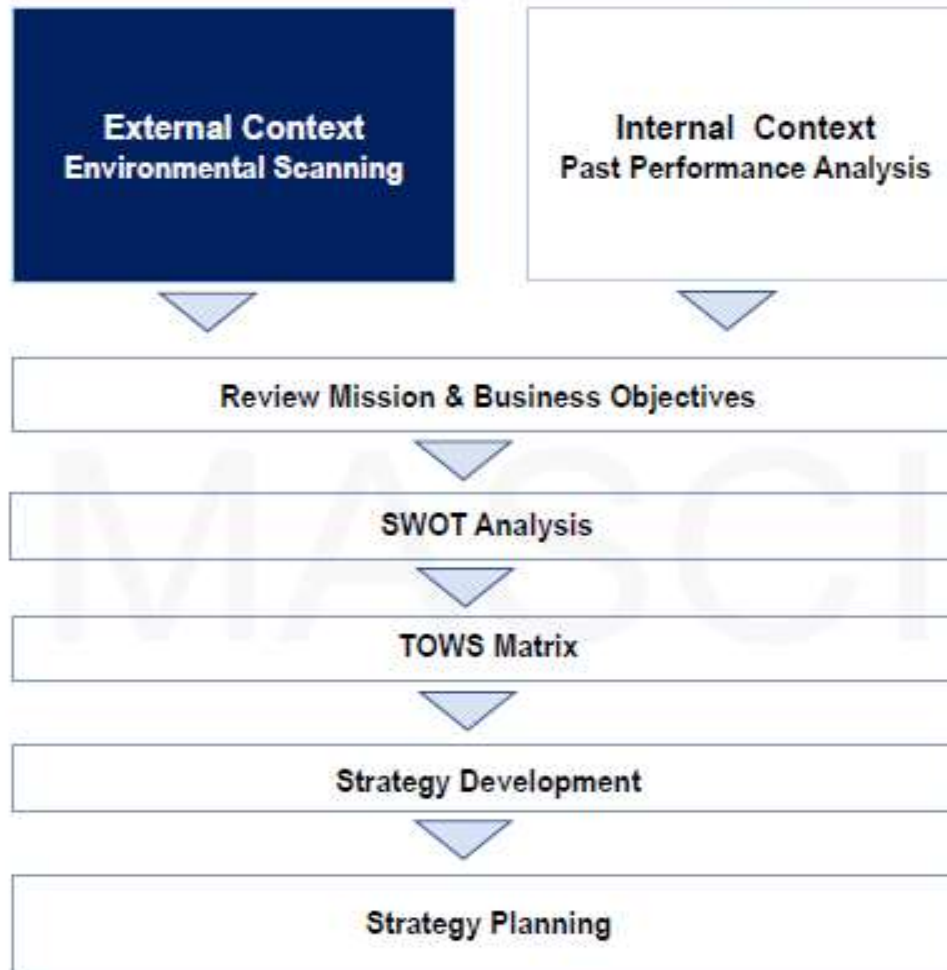 External Context
Environmental Scanning
Internal Context
Past Performance Analysis
Review Mission & Business Objectives
SWOT Analysis
TOWS Matrix
Strategy Development
Strategy Planning
MASCI